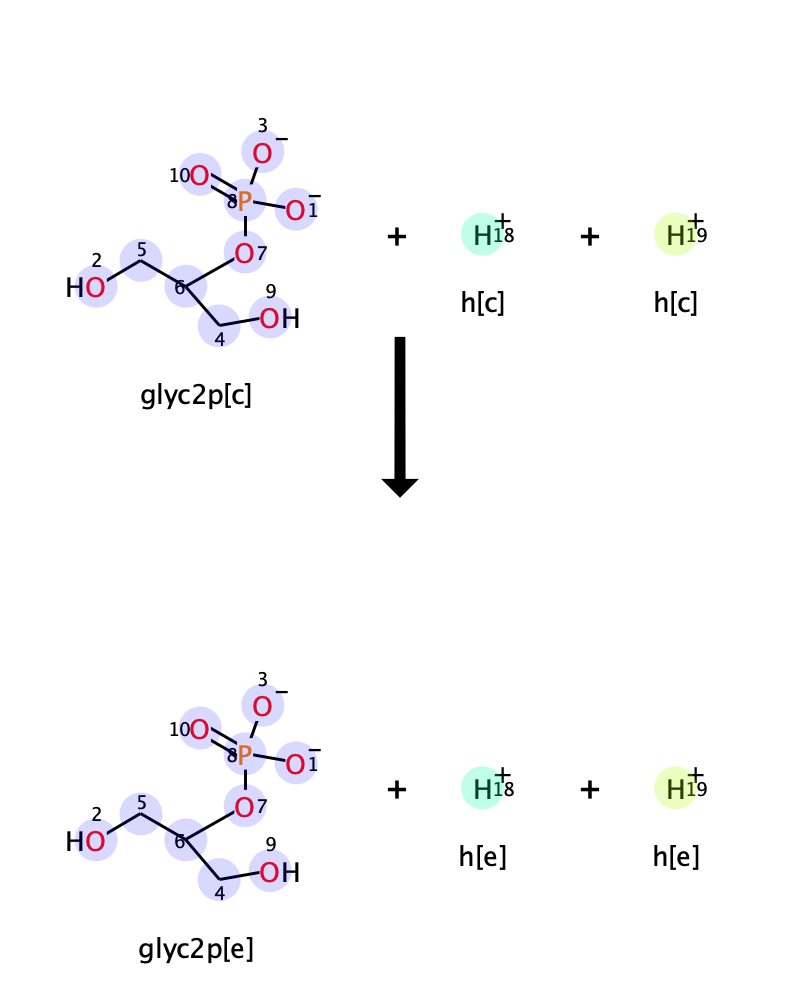 3
O −
10 O
8 P
O 1 −
5
O 7
2
HO
6
9
OH
4
+ H + 18 + H + 19
h[c] h[c]
glyc2p[c]
3
O −
10 O
8 P
O 1 −
5
O 7
2
HO
6
9
OH
4
+ H + 18 + H + 19
h[e] h[e]
glyc2p[e]